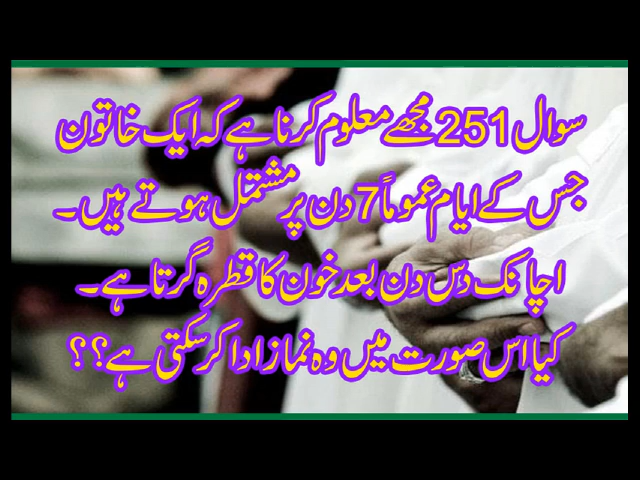 سوال 251 مجھے معلوم کرنا ہے کہ ایک خاتون
جس کے ایام عموماً 7 دن پر مشتمل ہوتے ہیں۔
اچانک دس دن بعد خون کا قطرہ گرتا ہے۔
کیا اس صورت میں وہ نماز ادا کر سکتی ہے؟؟